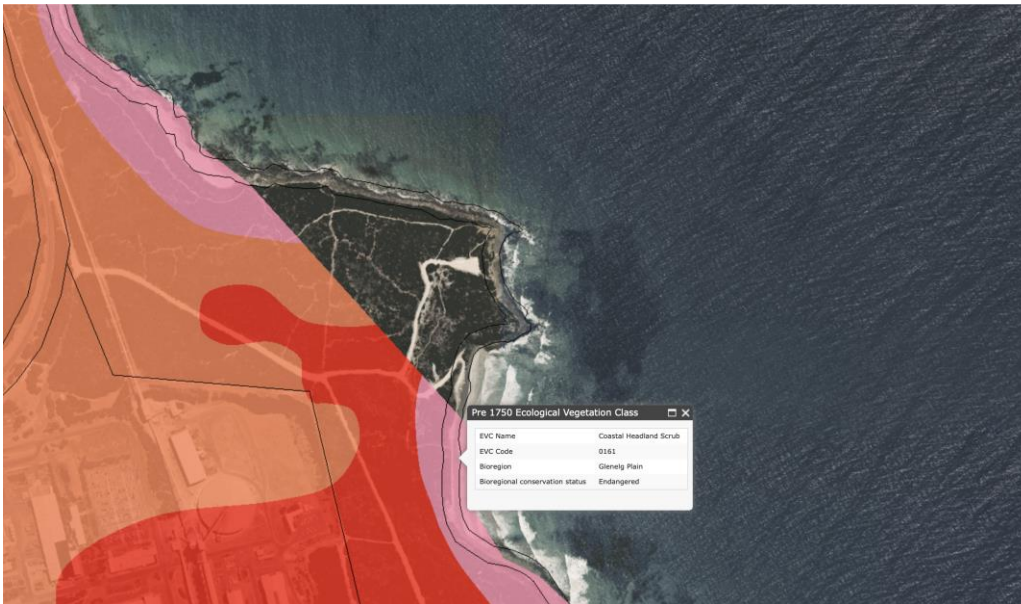 Pre 1750 Ecological Vegetation Class
EVC Name Coastal Headland Scrub
EVC Code 0161
Bioregion Glenelg Plain
Bioregional conservation status Endangered